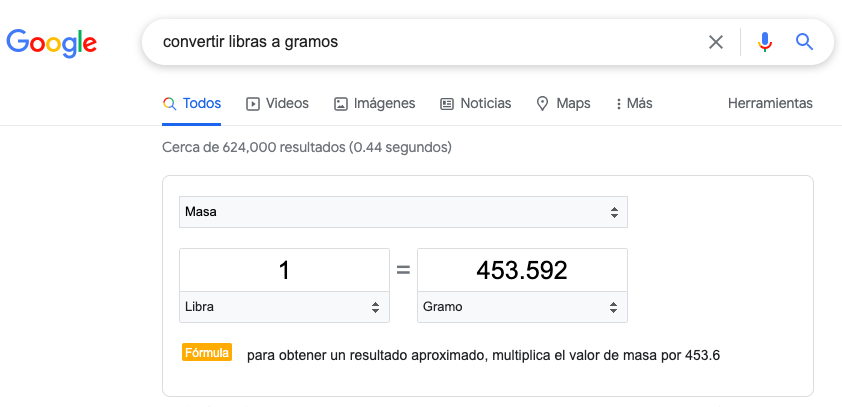 Google convertir libras a gramos
Todos Videos Imágenes Noticias Maps Más Herramientas
Cerca de 624,000 resultados (0.44 segundos)
Masa
1 = 453.592
Libra Gramo
Fórmula para obtener un resultado aproximado, multiplica el valor de masa por 453.6